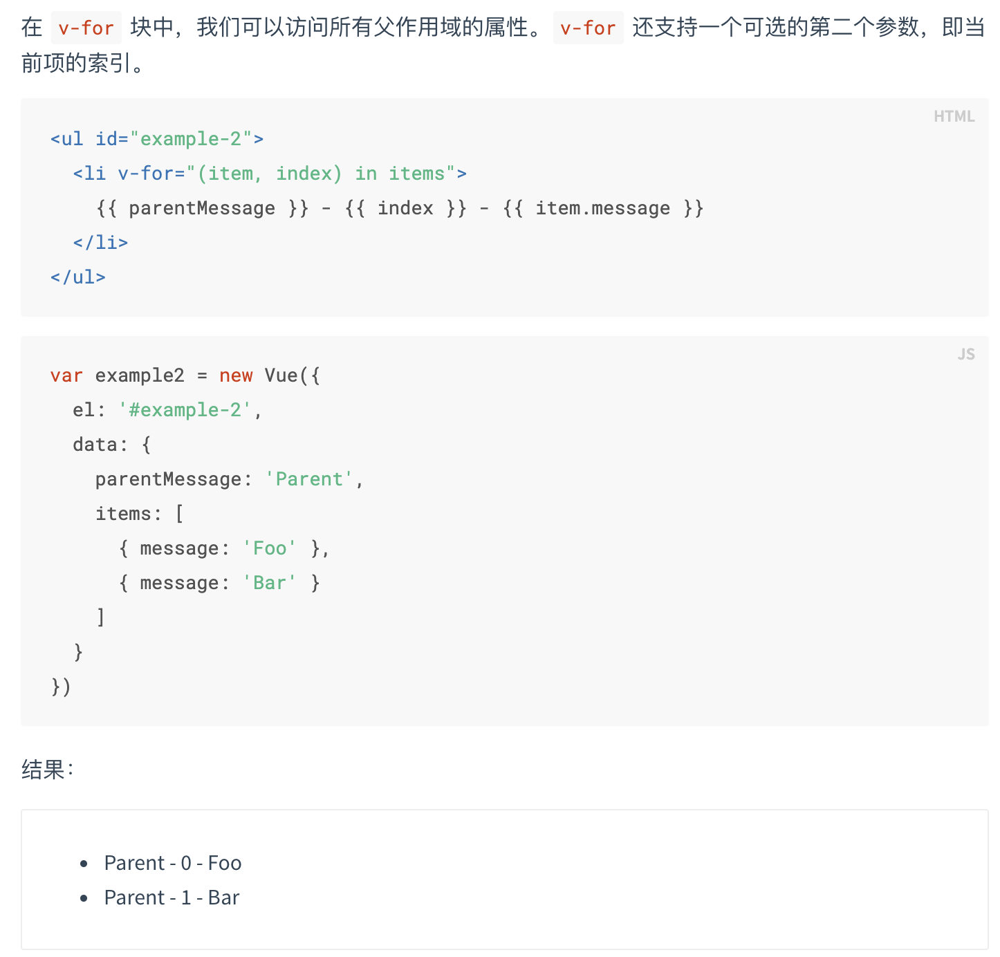 在 v-for 块中，我们可以访问所有父作用域的属性。 v-for 还支持一个可选的第二个参数，即当
前项的索引。
HTML
<ul id="example-2">
  <li v-for="(item, index) in items">
    {{ parentMessage }} - {{ index }} - {{ item.message }}
  </li>
</ul>
JS
var example2 = new Vue({
  el: '#example-2',
  data: {
    parentMessage: 'Parent',
    items: [
      { message: 'Foo' },
      { message: 'Bar' }
    ]
  }
})
结果：
• Parent - 0 - Foo
• Parent - 1 - Bar